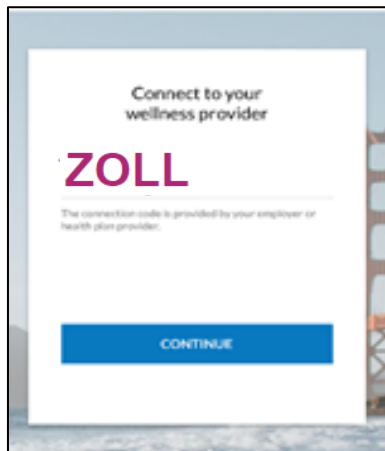 Connect to your
wellness provider
ZOLL
The connection code is provided by your employer or
health plan provider.
CONTINUE